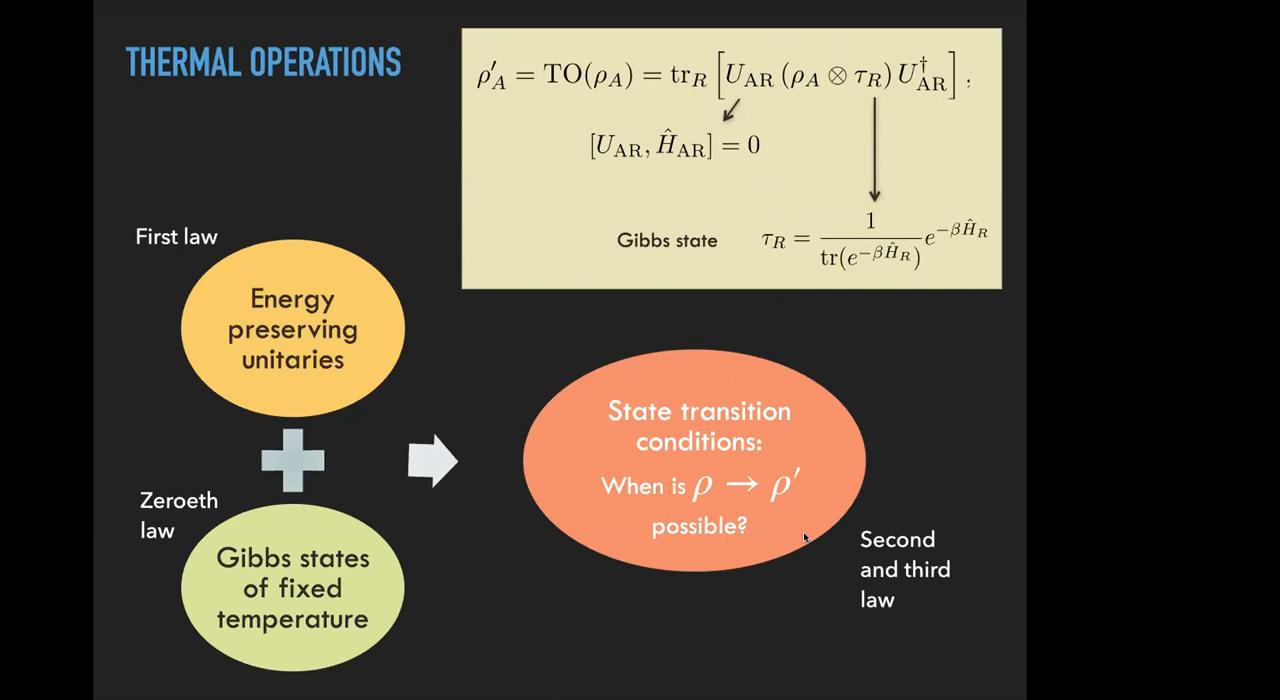 THERMAL OPERATIONS
ρ′_A = TO(ρ_A) = tr_R [U_AR (ρ_A ⊗ τ_R) U†_AR] ,
[U_AR, Ĥ_AR] = 0
Gibbs state τ_R = 1 / tr(e^{−βĤ_R}) e^{−βĤ_R}
First law
Energy
preserving
unitaries
Zeroeth
law
Gibbs states
of fixed
temperature
State transition
conditions:
When is ρ → ρ′
possible?
Second
and third
law